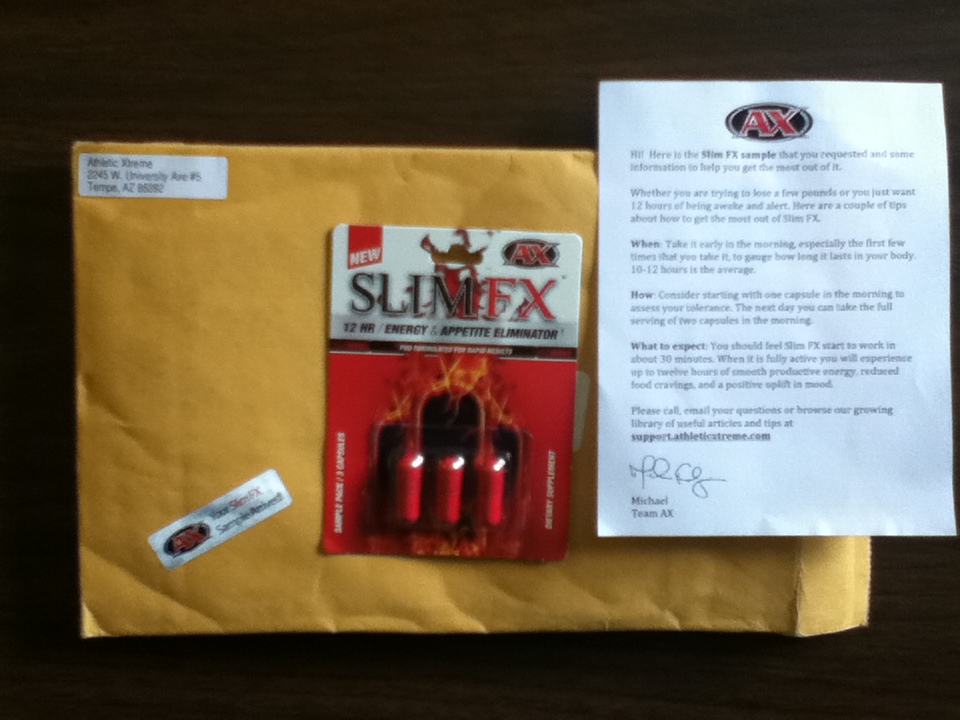 Athletic Xtreme
2245 W. University Ave #5
Tempe, AZ 85282
NEW
AX
SLIM FX
12 HR / ENERGY & APPETITE ELIMINATOR
PRO FORMULATED FOR RAPID RESULTS
SAMPLE PACK / 3 CAPSULES
DIETARY SUPPLEMENT
AX
Your Slim FX
Sample Arrived!
AX
Hi! Here is the Slim FX sample that you requested and some
information to help you get the most out of it.
Whether you are trying to lose a few pounds or you just want
12 hours of being awake and alert. Here are a couple of tips
about how to get the most out of Slim FX.
When: Take it early in the morning, especially the first few
times that you take it, to gauge how long it lasts in your body.
10-12 hours is the average.
How: Consider starting with one capsule in the morning to
assess your tolerance. The next day you can take the full
serving of two capsules in the morning.
What to expect: You should feel Slim FX start to work in
about 30 minutes. When it is fully active you will experience
up to twelve hours of smooth productive energy, reduced
food cravings, and a positive uplift in mood.
Please call, email your questions or browse our growing
library of useful articles and tips at
support.athleticxtreme.com
Michael
Team AX